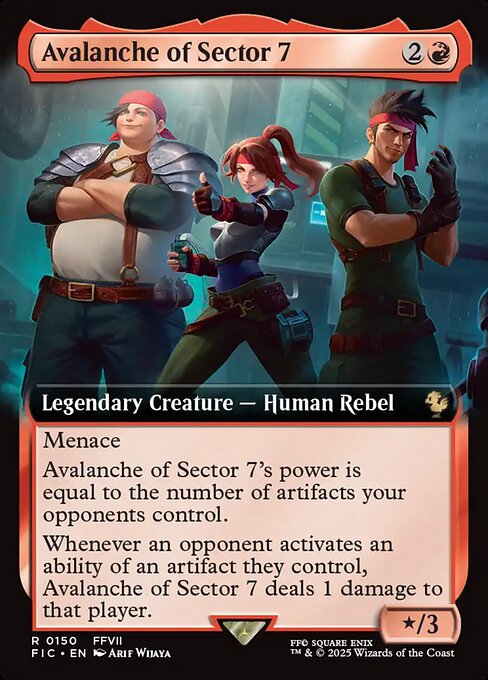 Avalanche of Sector 7 2
Legendary Creature — Human Rebel
Menace
Avalanche of Sector 7's power is
equal to the number of artifacts your
opponents control.
Whenever an opponent activates an
ability of an artifact they control,
Avalanche of Sector 7 deals 1 damage to
that player.
★/3
R 0150 FFVII
FIC • EN Arif Wijaya
FF© SQUARE ENIX
™ & © 2025 Wizards of the Coast